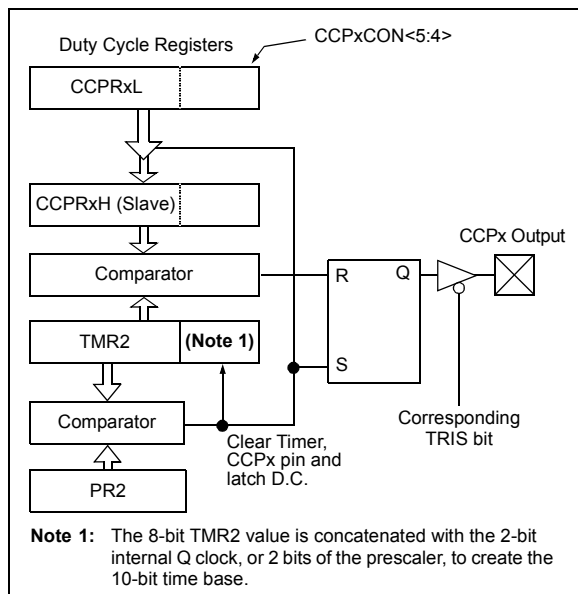 Duty Cycle Registers
CCPxCON<5:4>
CCPRxL
CCPRxH (Slave)
CCPx Output
Comparator
R
Q
TMR2
(Note 1)
S
Comparator
Clear Timer,
CCPx pin and
latch D.C.
Corresponding
TRIS bit
PR2
Note 1: The 8-bit TMR2 value is concatenated with the 2-bit
internal Q clock, or 2 bits of the prescaler, to create the
10-bit time base.